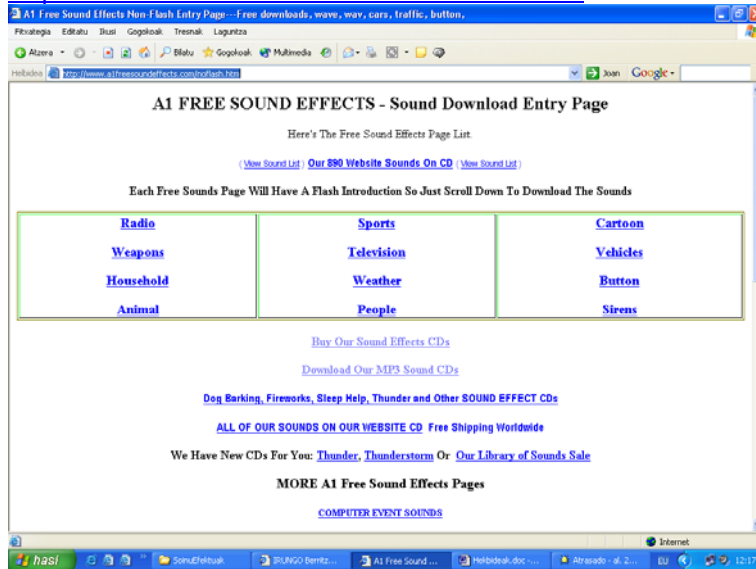 A1 Free Sound Effects Non-Flash Entry Page---Free downloads, wave, wav, cars, traffic, button,
Fitxategia Editatu Ikusi Gogokoak Tresnak Laguntza
Atzera Bilatu Gogokoak Multimedia
Helbidea http://www.a1freesoundeffects.com/noflash.htm Joan Google
A1 FREE SOUND EFFECTS - Sound Download Entry Page
Here's The Free Sound Effects Page List.
( View Sound List ) Our 890 Website Sounds On CD ( View Sound List )
Each Free Sounds Page Will Have A Flash Introduction So Just Scroll Down To Download The Sounds
Radio Sports Cartoon
Weapons Television Vehicles
Household Weather Button
Animal People Sirens
Buy Our Sound Effects CDs
Download Our MP3 Sound CDs
Dog Barking, Fireworks, Sleep Help, Thunder and Other SOUND EFFECT CDs
ALL OF OUR SOUNDS ON OUR WEBSITE CD Free Shipping Worldwide
We Have New CDs For You: Thunder, Thunderstorm Or Our Library of Sounds Sale
MORE A1 Free Sound Effects Pages
COMPUTER EVENT SOUNDS
Internet
hasi SoinuEfektuak IRUNGO Berritz... A1 Free Sound ... Helbideak.doc -... Atrasado - al. 2... EU 12:17